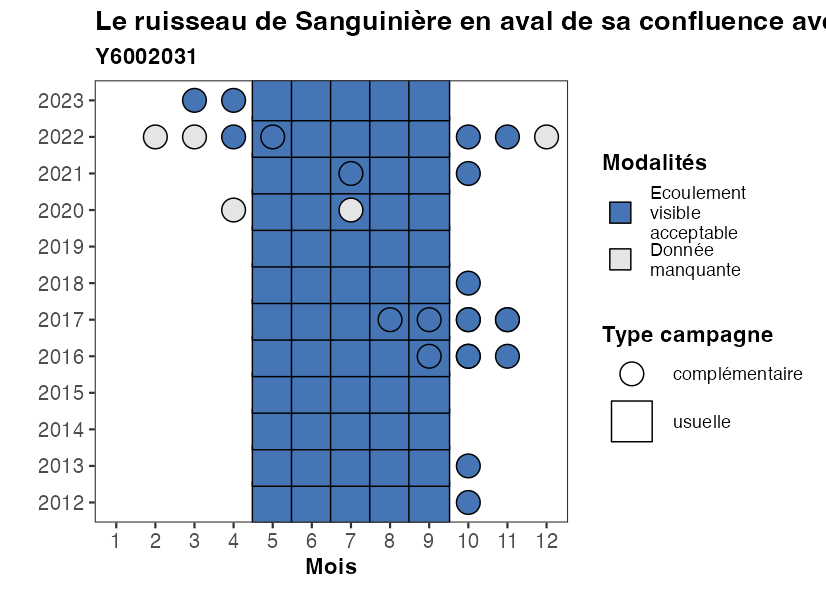 Le ruisseau de Sanguinière en aval de sa confluence
Y6002031
2023
2022
2021
2020
2019
2018
2017
2016
2015
2014
2013
2012
1 2 3 4 5 6 7 8 9 10 11 12
Mois
Modalités
Ecoulement
visible
acceptable
Donnée
manquante
Type campagne
complémentaire
usuelle